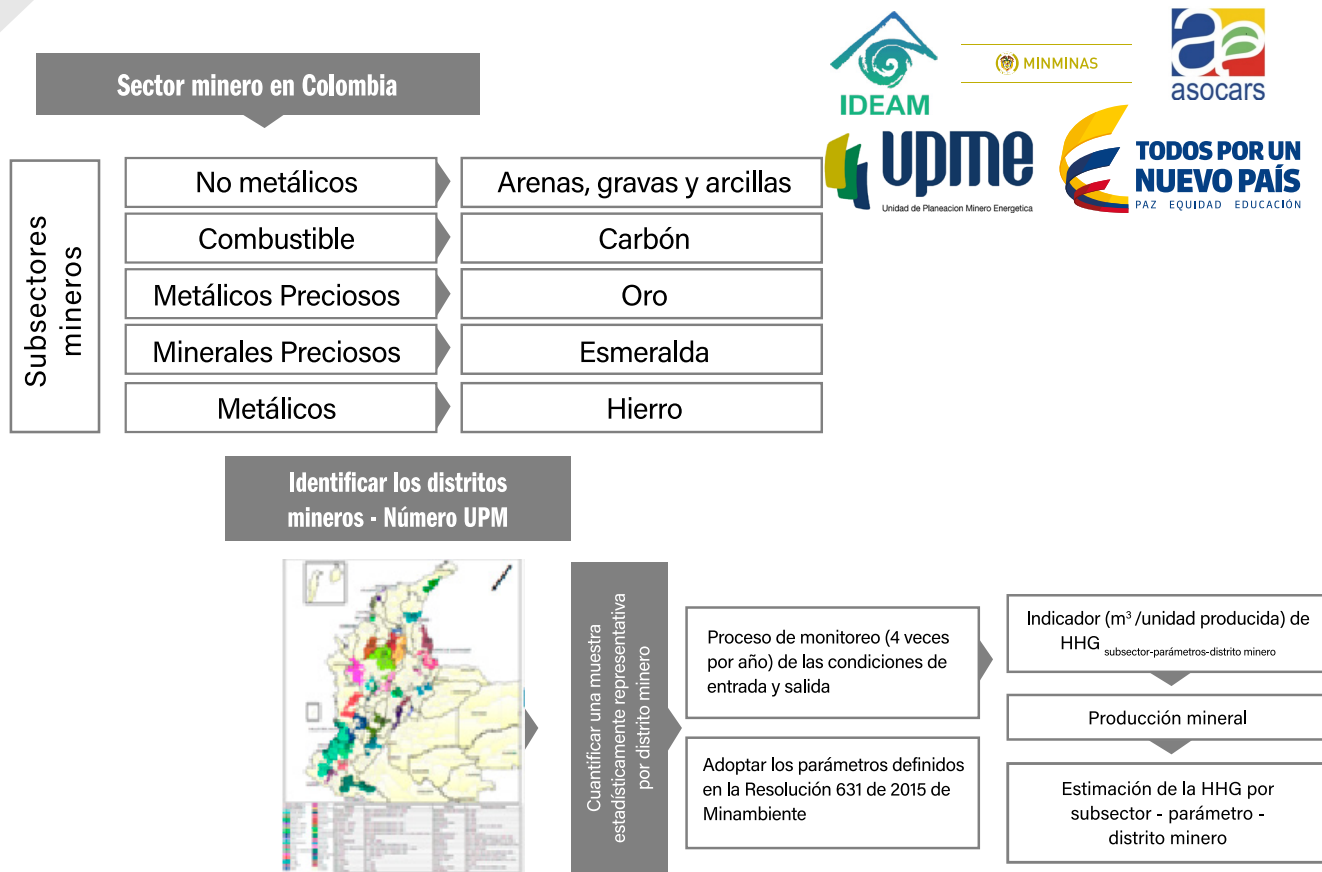 Sector minero en Colombia
IDEAM
MINMINAS
asocars
upme
Unidad de Planeacion Minero Energetica
TODOS POR UN
NUEVO PAÍS
PAZ EQUIDAD EDUCACIÓN
Subsectores
mineros
No metálicos
Arenas, gravas y arcillas
Combustible
Carbón
Metálicos Preciosos
Oro
Minerales Preciosos
Esmeralda
Metálicos
Hierro
Identificar los distritos
mineros - Número UPM
Cuantificar una muestra
estadísticamente representativa
por distrito minero
Proceso de monitoreo (4 veces
por año) de las condiciones de
entrada y salida
Adoptar los parámetros definidos
en la Resolución 631 de 2015 de
Minambiente
Indicador (m³ /unidad producida) de
HHG subsector-parámetros-distrito minero
Producción mineral
Estimación de la HHG por
subsector - parámetro -
distrito minero